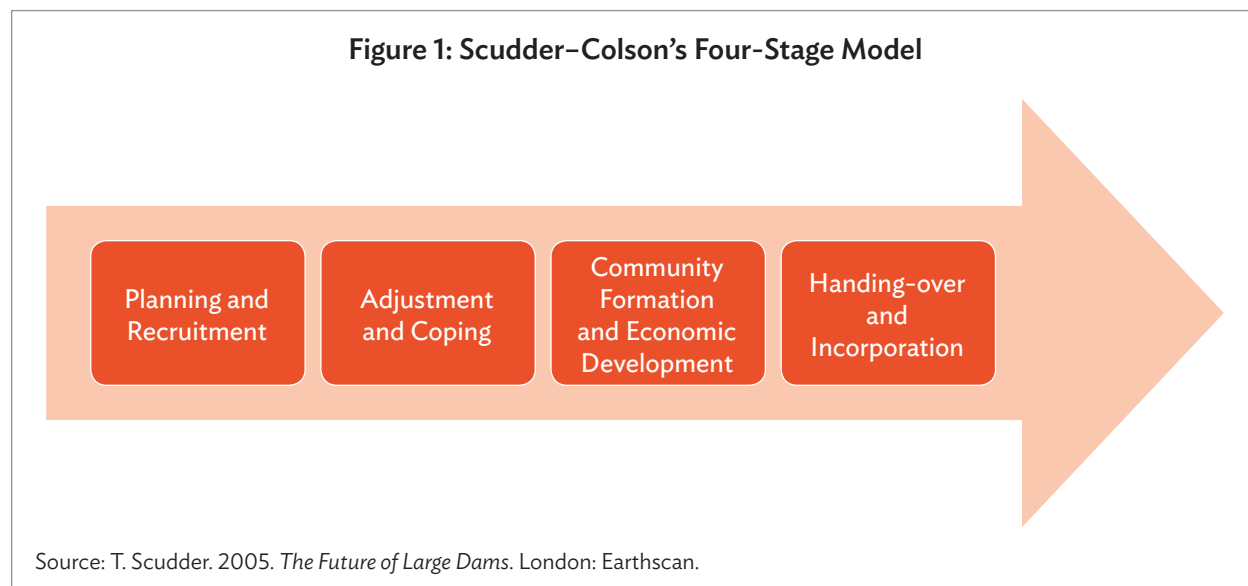 Figure 1: Scudder–Colson's Four-Stage Model
Planning and
Recruitment
Adjustment
and Coping
Community
Formation
and Economic
Development
Handing-over
and
Incorporation
Source: T. Scudder. 2005. The Future of Large Dams. London: Earthscan.